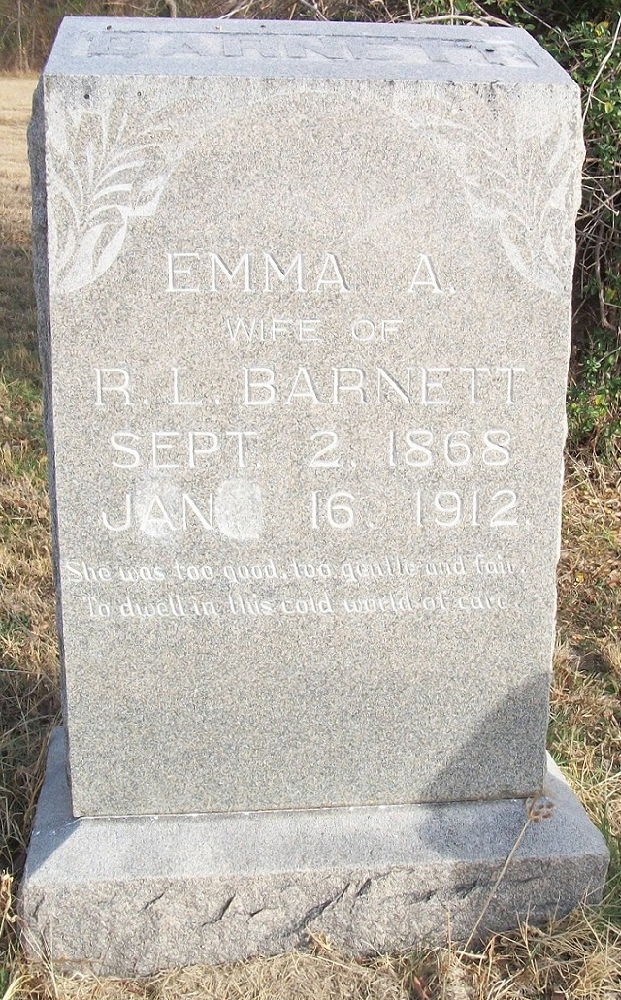 BARNETT
EMMA A.
WIFE OF
R. L. BARNETT
SEPT. 2, 1868
JAN. 16, 1912.
She was too good, too gentle and fair,
To dwell in this cold world of care.